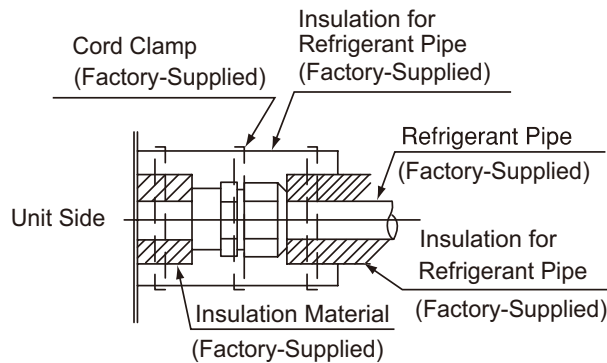 Cord Clamp
(Factory-Supplied)
Insulation for
Refrigerant Pipe
(Factory-Supplied)
Refrigerant Pipe
(Factory-Supplied)
Unit Side
Insulation for
Refrigerant Pipe
(Factory-Supplied)
Insulation Material
(Factory-Supplied)